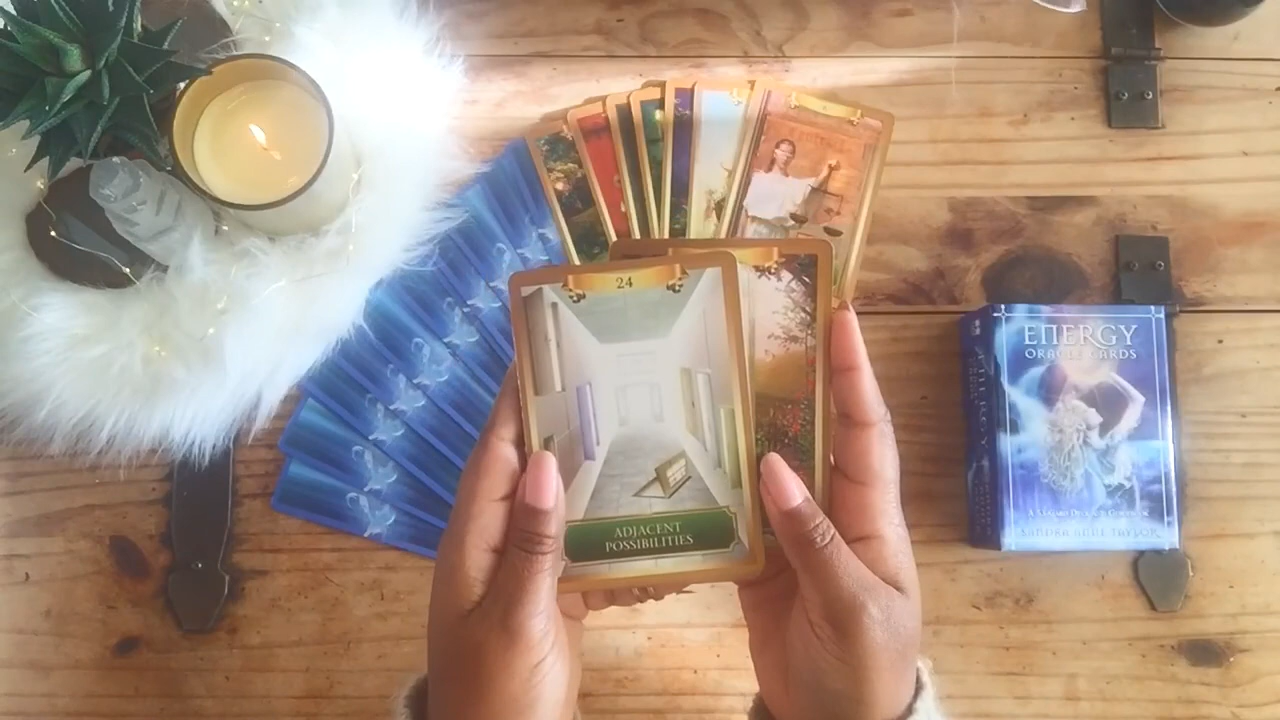 24
ADJACENT
POSSIBILITIES
ENERGY
ORACLE CARDS
SANDRA ANNE TAYLOR